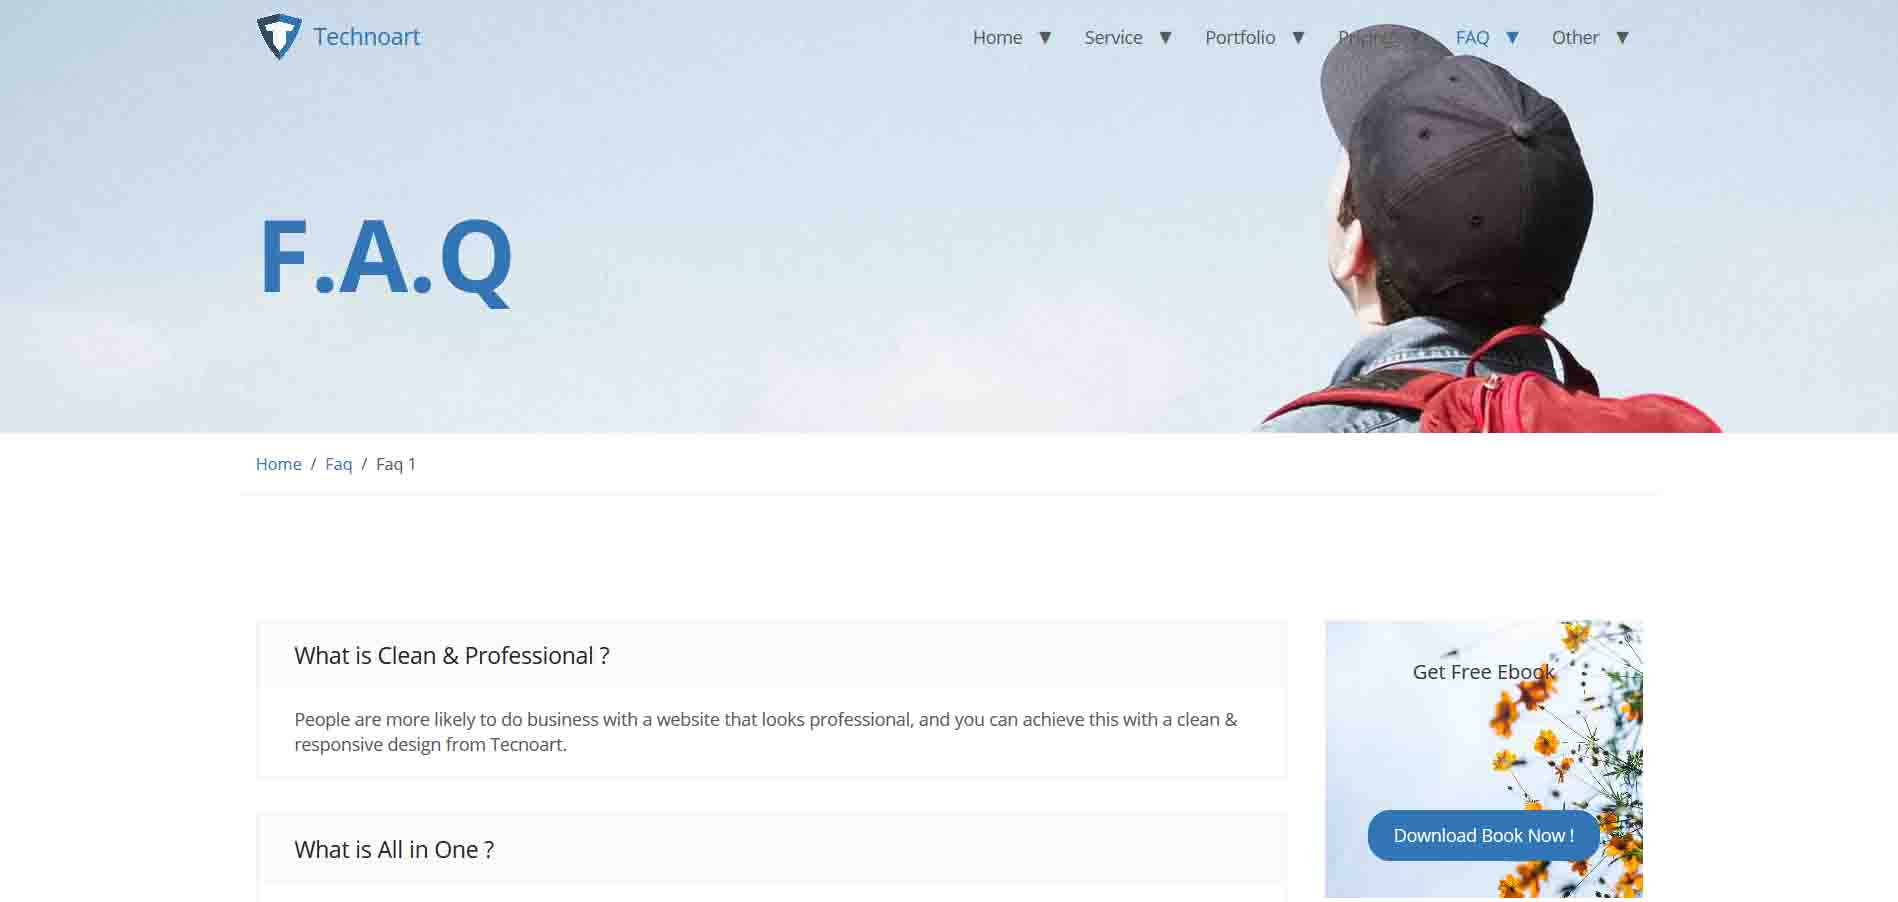 Technoart
Home ▼ Service ▼ Portfolio ▼ Pricing ▼ FAQ ▼ Other ▼
F.A.Q
Home / Faq / Faq 1
What is Clean & Professional ?
People are more likely to do business with a website that looks professional, and you can achieve this with a clean &
responsive design from Tecnoart.
What is All in One ?
Get Free Ebook
Download Book Now !